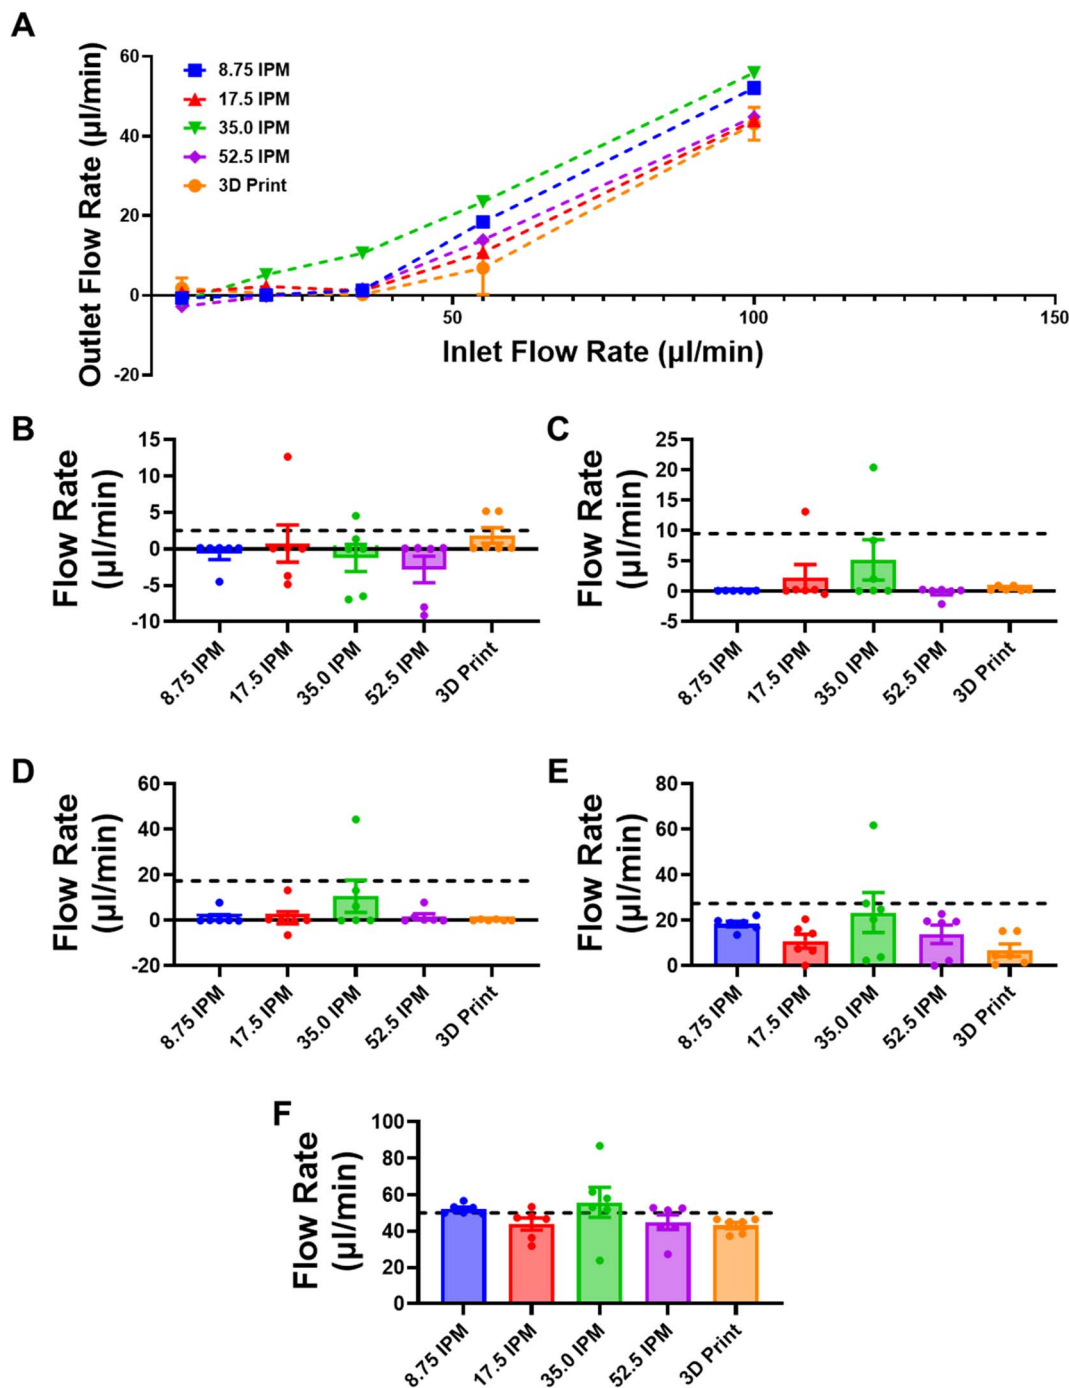 A
Outlet Flow Rate (µl/min)
60
40
20
0
-20
8.75 IPM
17.5 IPM
35.0 IPM
52.5 IPM
3D Print
50
100
150
Inlet Flow Rate (µl/min)
B
Flow Rate
(µl/min)
15
10
5
0
-5
-10
8.75 IPM
17.5 IPM
35.0 IPM
52.5 IPM
3D Print
C
Flow Rate
(µl/min)
25
20
15
10
5
0
-5
8.75 IPM
17.5 IPM
35.0 IPM
52.5 IPM
3D Print
D
Flow Rate
(µl/min)
60
40
20
0
-20
8.75 IPM
17.5 IPM
35.0 IPM
52.5 IPM
3D Print
E
Flow Rate
(µl/min)
80
60
40
20
0
8.75 IPM
17.5 IPM
35.0 IPM
52.5 IPM
3D Print
F
Flow Rate
(µl/min)
100
80
60
40
20
0
8.75 IPM
17.5 IPM
35.0 IPM
52.5 IPM
3D Print